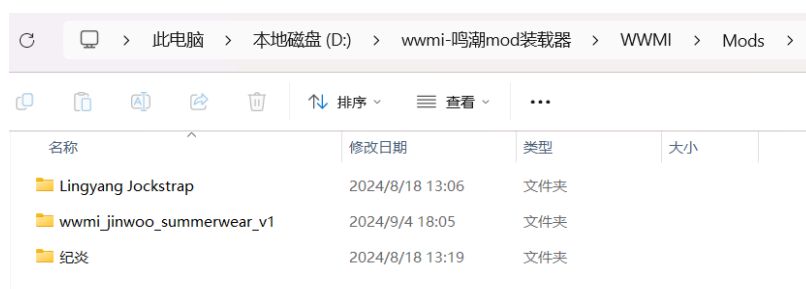 此电脑 > 本地磁盘 (D:) > wwmi-鸣潮mod装载器 > WWMI > Mods >
排序 查看 ...
名称 修改日期 类型 大小
Lingyang Jockstrap 2024/8/18 13:06 文件夹
wwmi_jinwoo_summerwear_v1 2024/9/4 18:05 文件夹
纪炎 2024/8/18 13:19 文件夹